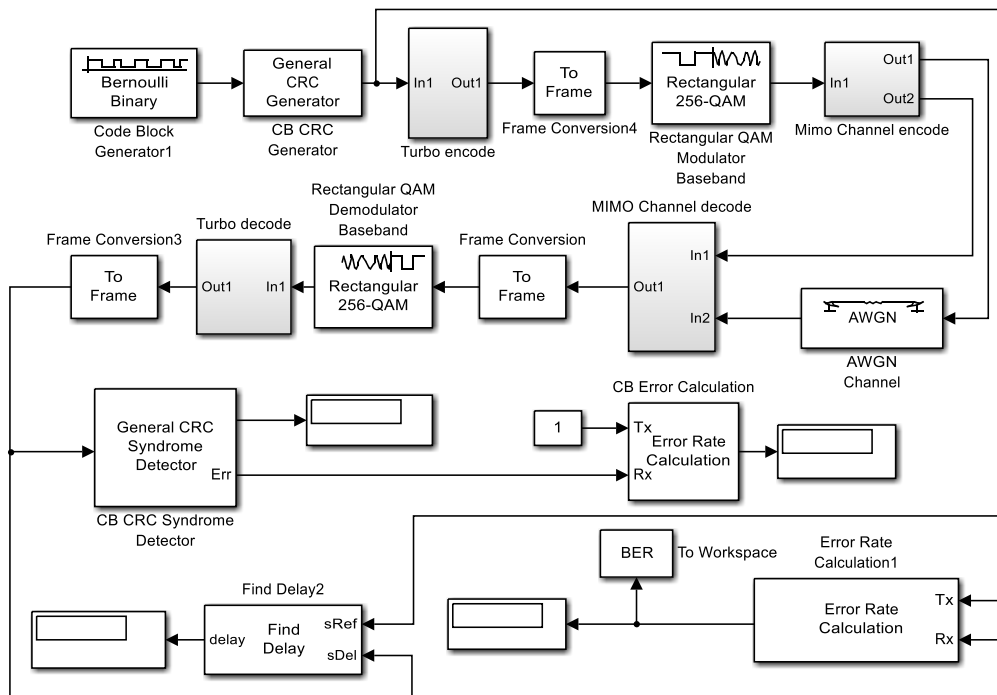 Bernoulli
Binary
Code Block
Generator1
General
CRC
Generator
CB CRC
Generator
In1
Out1
Turbo encode
To
Frame
Frame Conversion4
Rectangular
256-QAM
Rectangular QAM
Modulator
Baseband
In1
Out1
Out2
Mimo Channel encode
Frame Conversion3
To
Frame
Turbo decode
Out1
In1
Rectangular QAM
Demodulator
Baseband
Rectangular
256-QAM
Frame Conversion
To
Frame
MIMO Channel decode
Out1
In1
In2
AWGN
AWGN
Channel
General CRC
Syndrome
Detector
Err
CB CRC Syndrome
Detector
1
CB Error Calculation
Tx
Rx
Error Rate
Calculation
Find Delay2
delay
Find
Delay
sRef
sDel
BER
To Workspace
Error Rate
Calculation1
Error Rate
Calculation
Tx
Rx